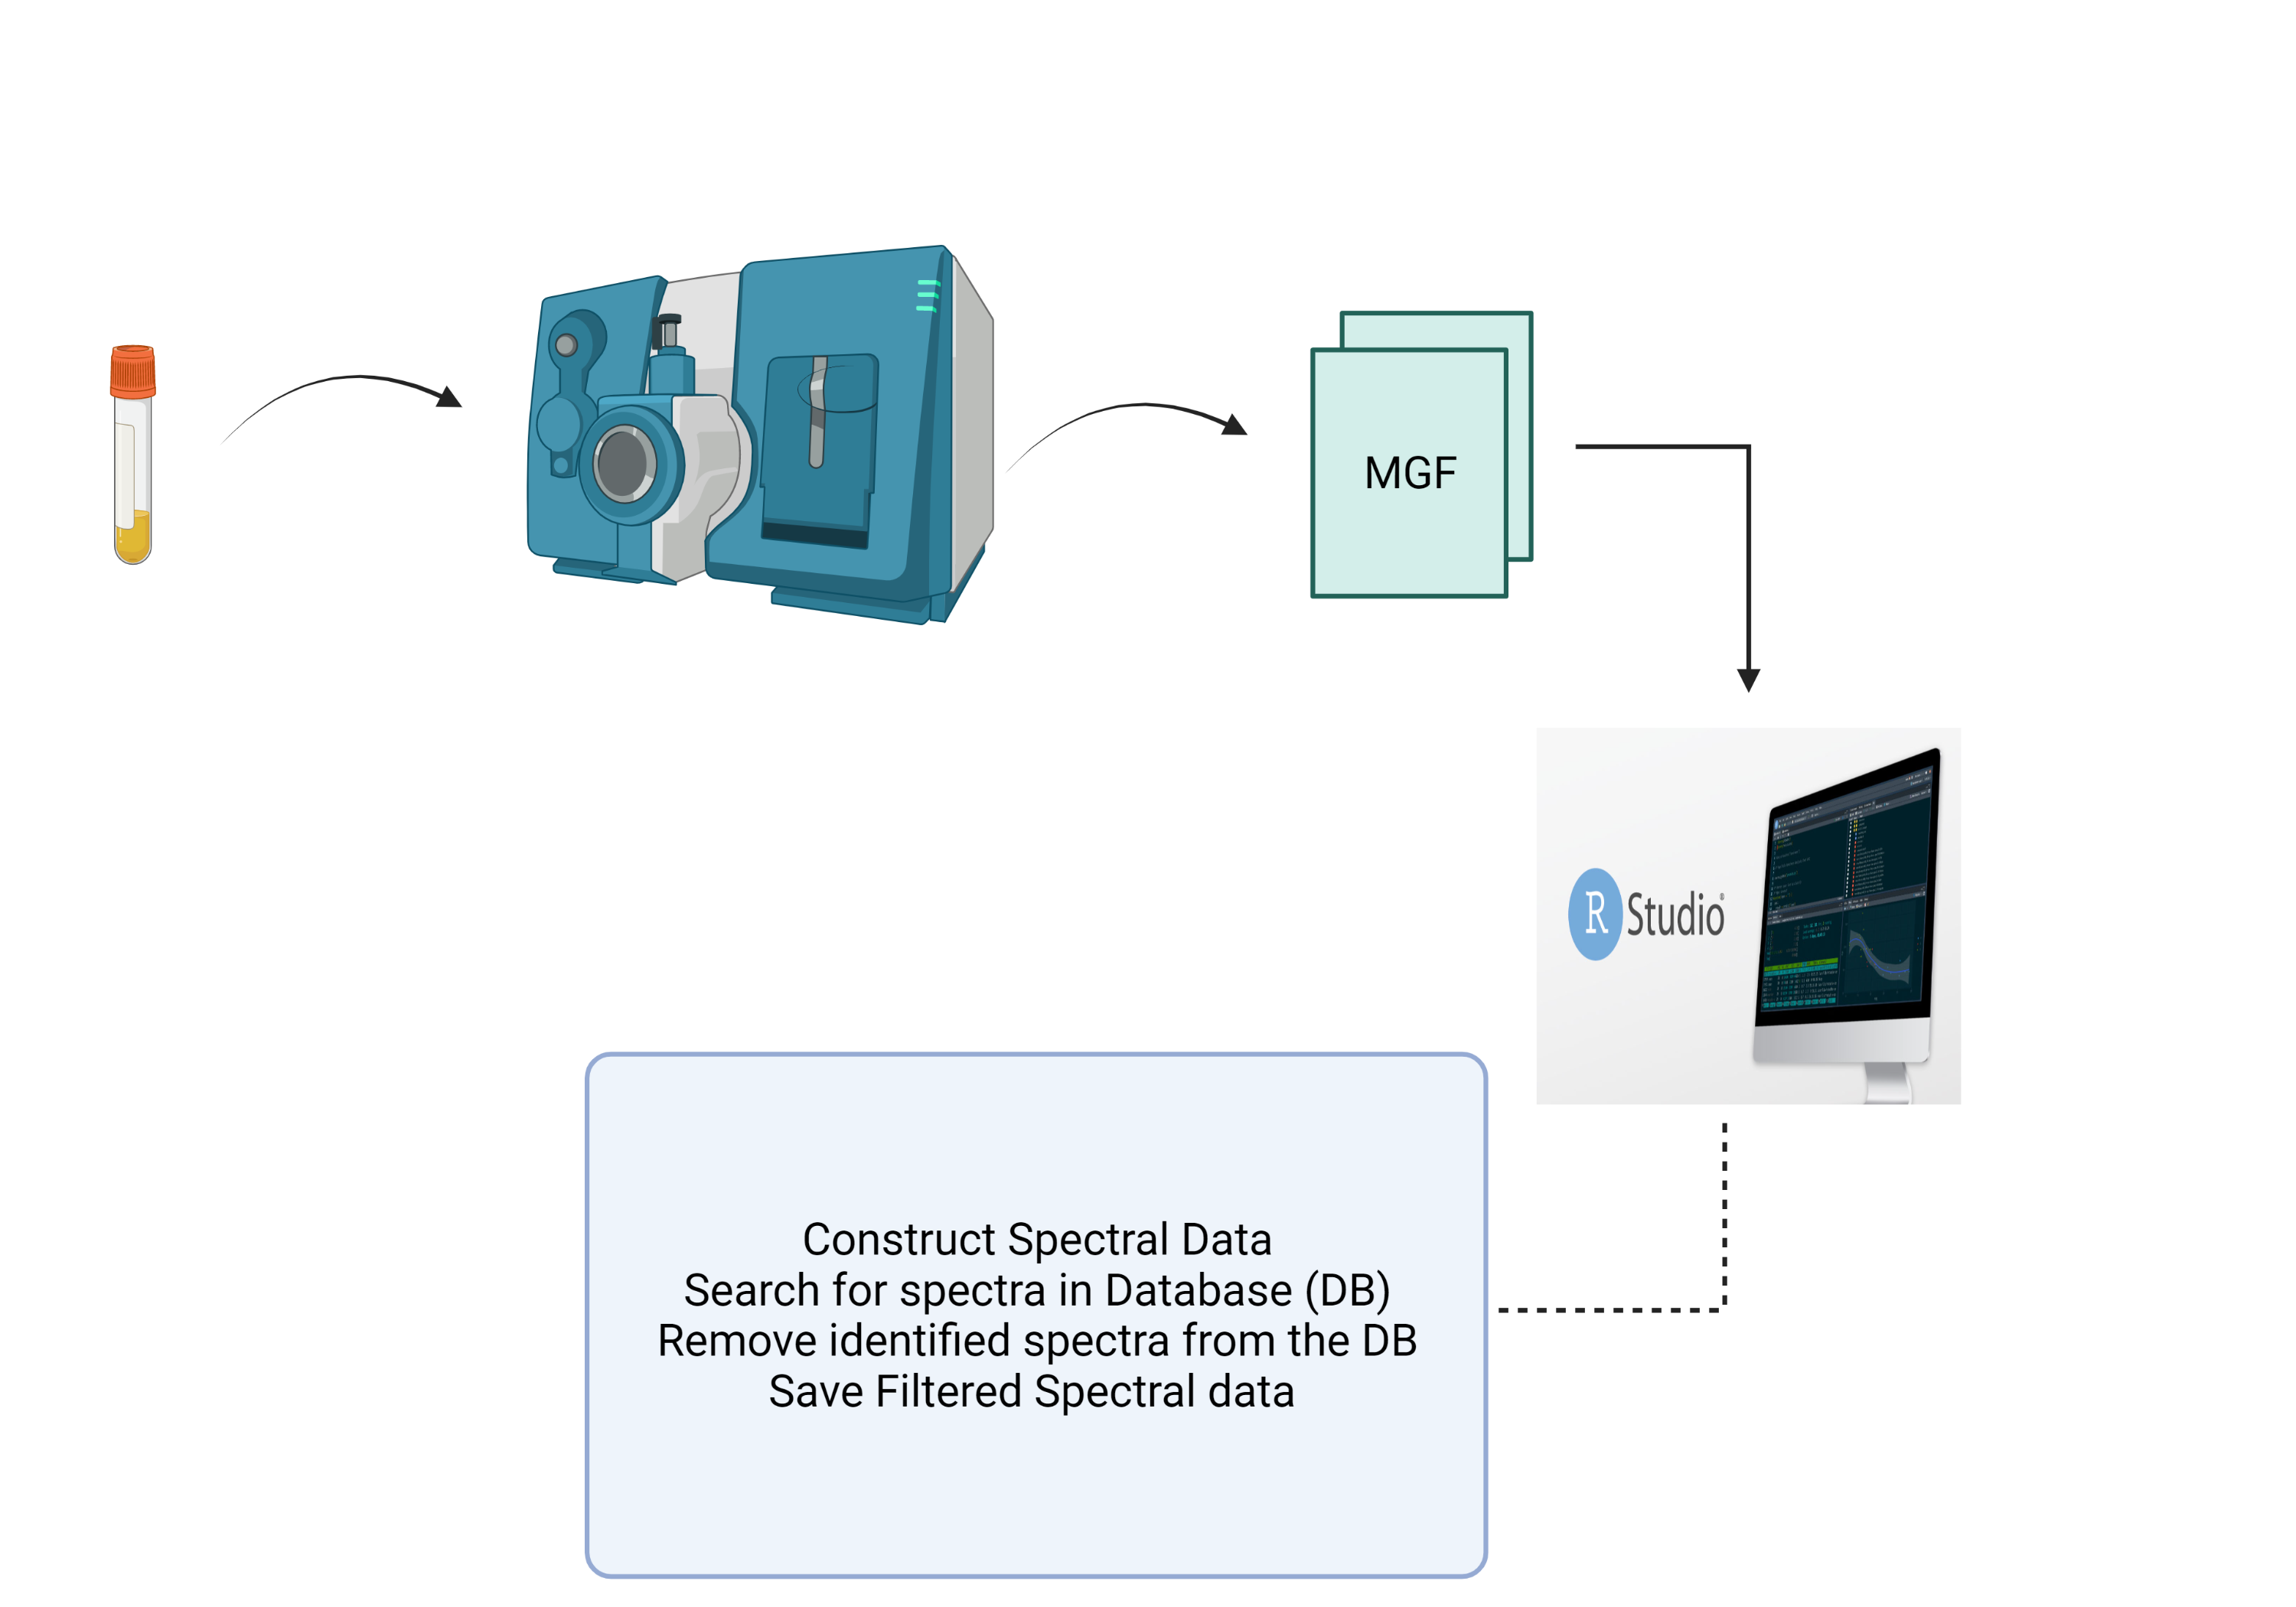 MGF
R Studio®
Construct Spectral Data
Search for spectra in Database (DB)
Remove identified spectra from the DB
Save Filtered Spectral data